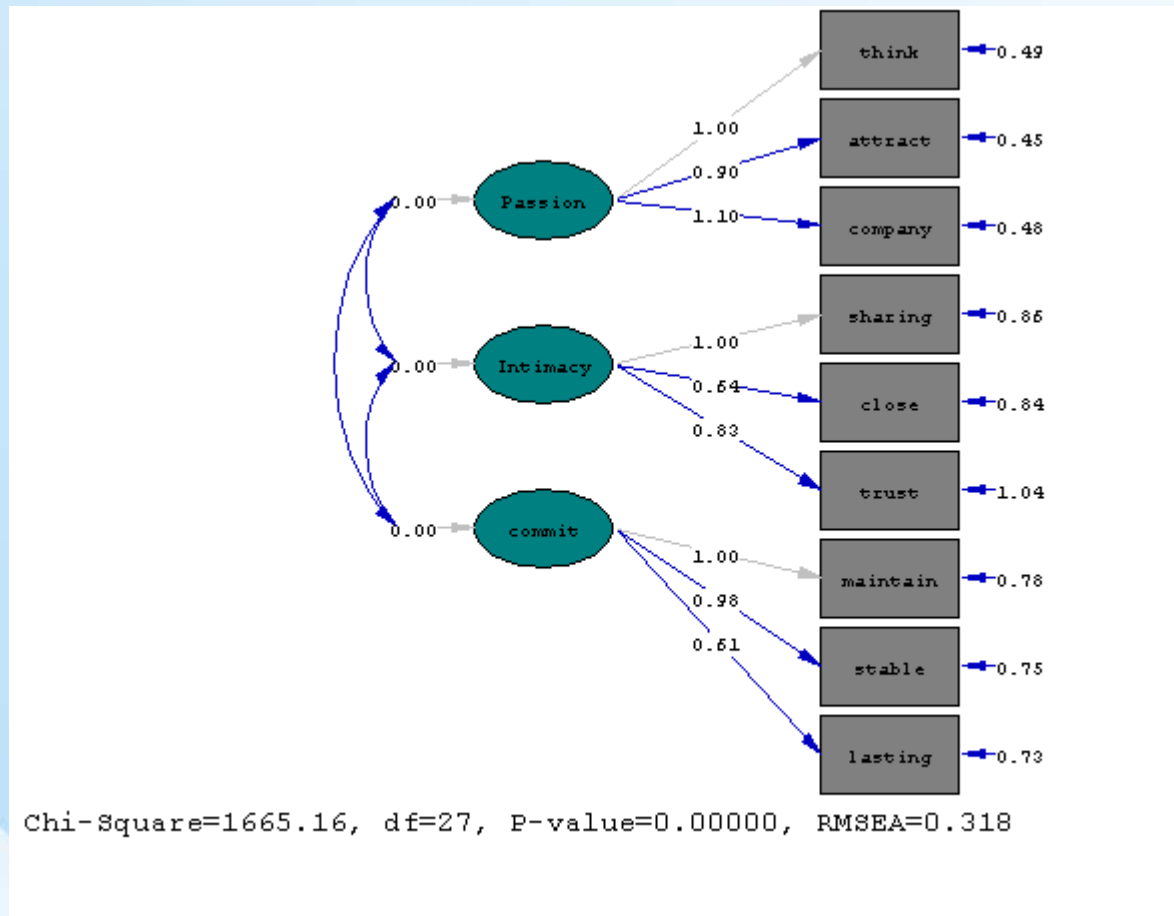 think
0.49
1.00
attract
0.45
0.90
Passion
0.00
1.10
company
0.48
sharing
0.86
1.00
Intimacy
0.00
0.64
close
0.84
0.83
trust
1.04
commit
0.00
1.00
maintain
0.78
0.98
0.61
stable
0.75
lasting
0.73
Chi-Square=1665.16, df=27, P-value=0.00000, RMSEA=0.318